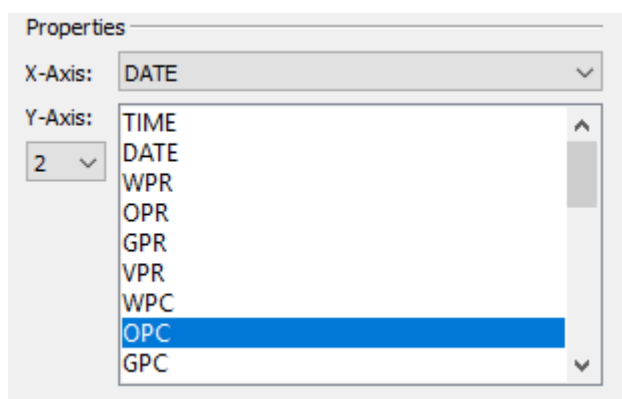 Properties
X-Axis: DATE
Y-Axis:
2
TIME
DATE
WPR
OPR
GPR
VPR
WPC
OPC
GPC